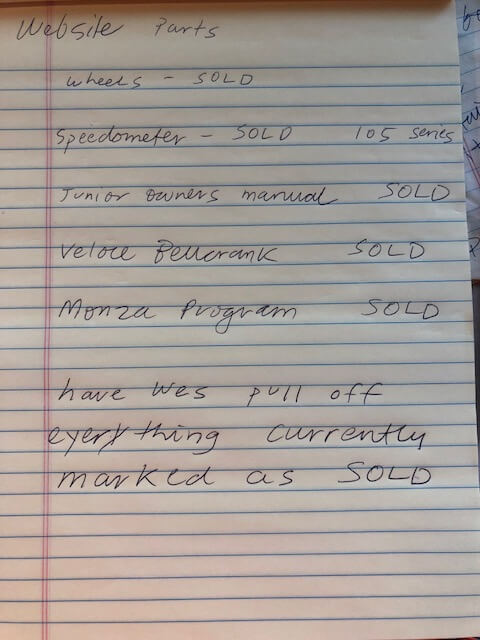 Website Parts
wheels - SOLD
Speedometer - SOLD 105 series
Junior owners manual SOLD
Veloce Bellcrank SOLD
Monza Program SOLD
have Wes pull off
everything currently
marked as SOLD